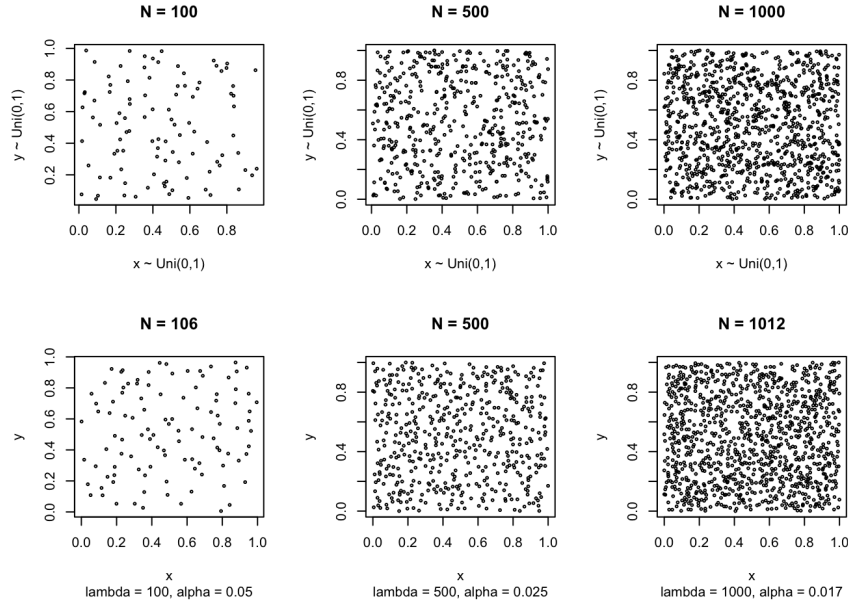 N = 100
N = 500
N = 1000
y ~ Uni(0,1)
0.2 0.4 0.6 0.8 1.0
0.0 0.2 0.4 0.6 0.8
x ~ Uni(0,1)
y ~ Uni(0,1)
0.0 0.4 0.8
0.0 0.2 0.4 0.6 0.8 1.0
x ~ Uni(0,1)
y ~ Uni(0,1)
0.0 0.4 0.8
0.0 0.2 0.4 0.6 0.8 1.0
x ~ Uni(0,1)
N = 106
N = 500
N = 1012
y
0.0 0.2 0.4 0.6 0.8 1.0
0.0 0.2 0.4 0.6 0.8 1.0
x
lambda = 100, alpha = 0.05
y
0.0 0.4 0.8
0.0 0.2 0.4 0.6 0.8 1.0
x
lambda = 500, alpha = 0.025
y
0.0 0.4 0.8
0.0 0.2 0.4 0.6 0.8 1.0
x
lambda = 1000, alpha = 0.017